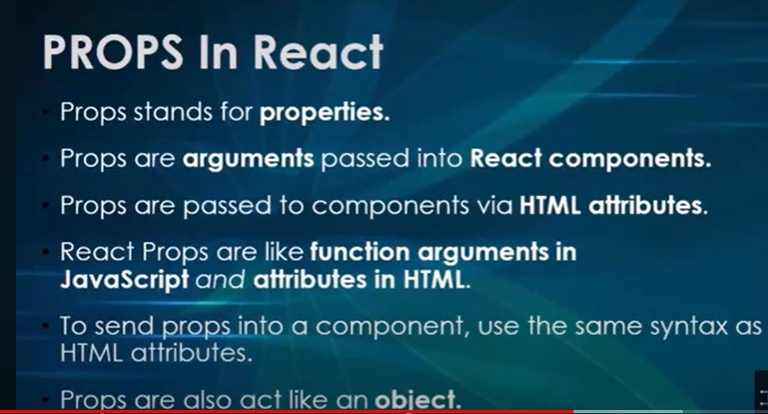 PROPS In React
Props stands for properties.
Props are arguments passed into React components.
Props are passed to components via HTML attributes.
React Props are like function arguments in
JavaScript and attributes in HTML.
To send props into a component, use the same syntax as
HTML attributes.
Props are also act like an object.